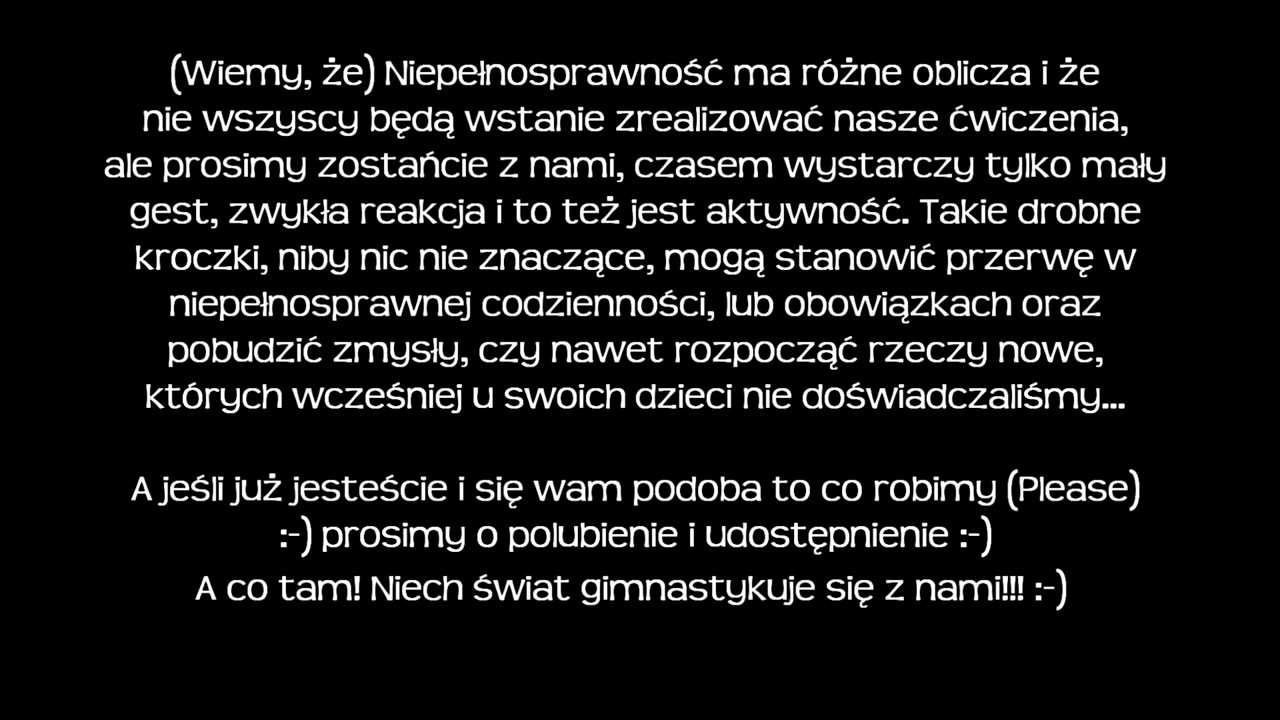 (Wiemy, że) Niepełnosprawność ma różne oblicza i że
nie wszyscy będą wstanie zrealizować nasze ćwiczenia,
ale prosimy zostańcie z nami, czasem wystarczy tylko mały
gest, zwykła reakcja i to też jest aktywność. Takie drobne
kroczki, niby nic nie znaczące, mogą stanowić przerwę w
niepełnosprawnej codzienności, lub obowiązkach oraz
pobudzić zmysły, czy nawet rozpocząć rzeczy nowe,
których wcześniej u swoich dzieci nie doświadczaliśmy...
A jeśli już jesteście i się wam podoba to co robimy (Please)
:-) prosimy o polubienie i udostępnienie :-)
A co tam! Niech świat gimnastykuje się z nami!!! :-)